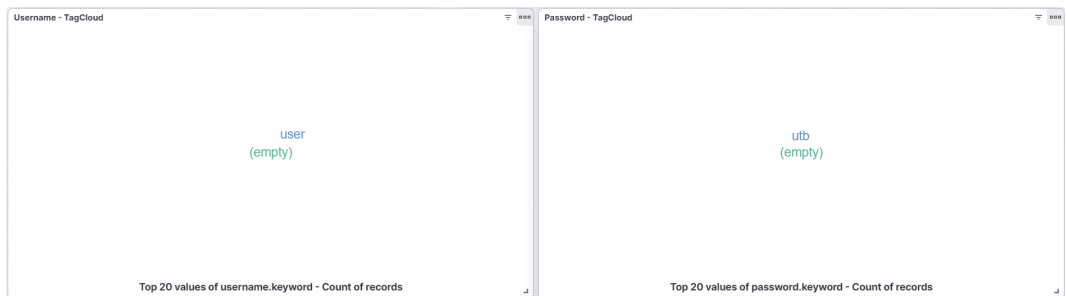 Username - TagCloud
user
(empty)
Top 20 values of username.keyword - Count of records
Password - TagCloud
utb
(empty)
Top 20 values of password.keyword - Count of records